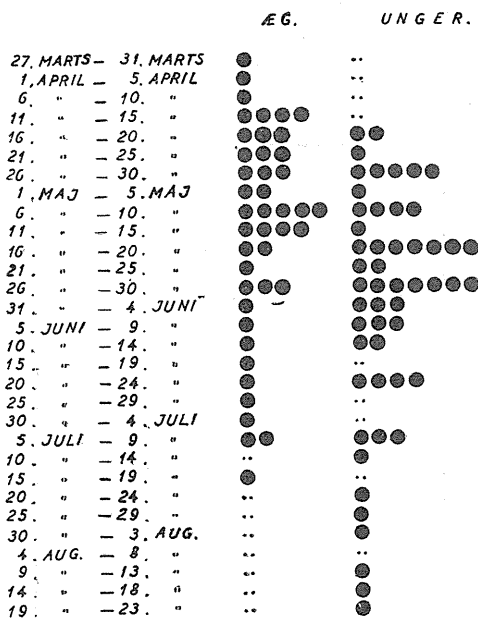 ÆG. UNGER.
27. MARTS – 31. MARTS
1. APRIL – 5. APRIL
6. " – 10. "
11. " – 15. "
16. " – 20. "
21. " – 25. "
26. " – 30. "
1. MAJ – 5. MAJ
6. " – 10. "
11. " – 15. "
16. " – 20. "
21. " – 25. "
26. " – 30. "
31. " – 4. JUNI
5. JUNI – 9. "
10. " – 14. "
15. " – 19. "
20. " – 24. "
25. " – 29. "
30. " – 4. JULI
5. JULI – 9. "
10. " – 14. "
15. " – 19. "
20. " – 24. "
25. " – 29. "
30. " – 3. AUG.
4. AUG. – 8. "
9. " – 13. "
14. " – 18. "
19. " – 23. "